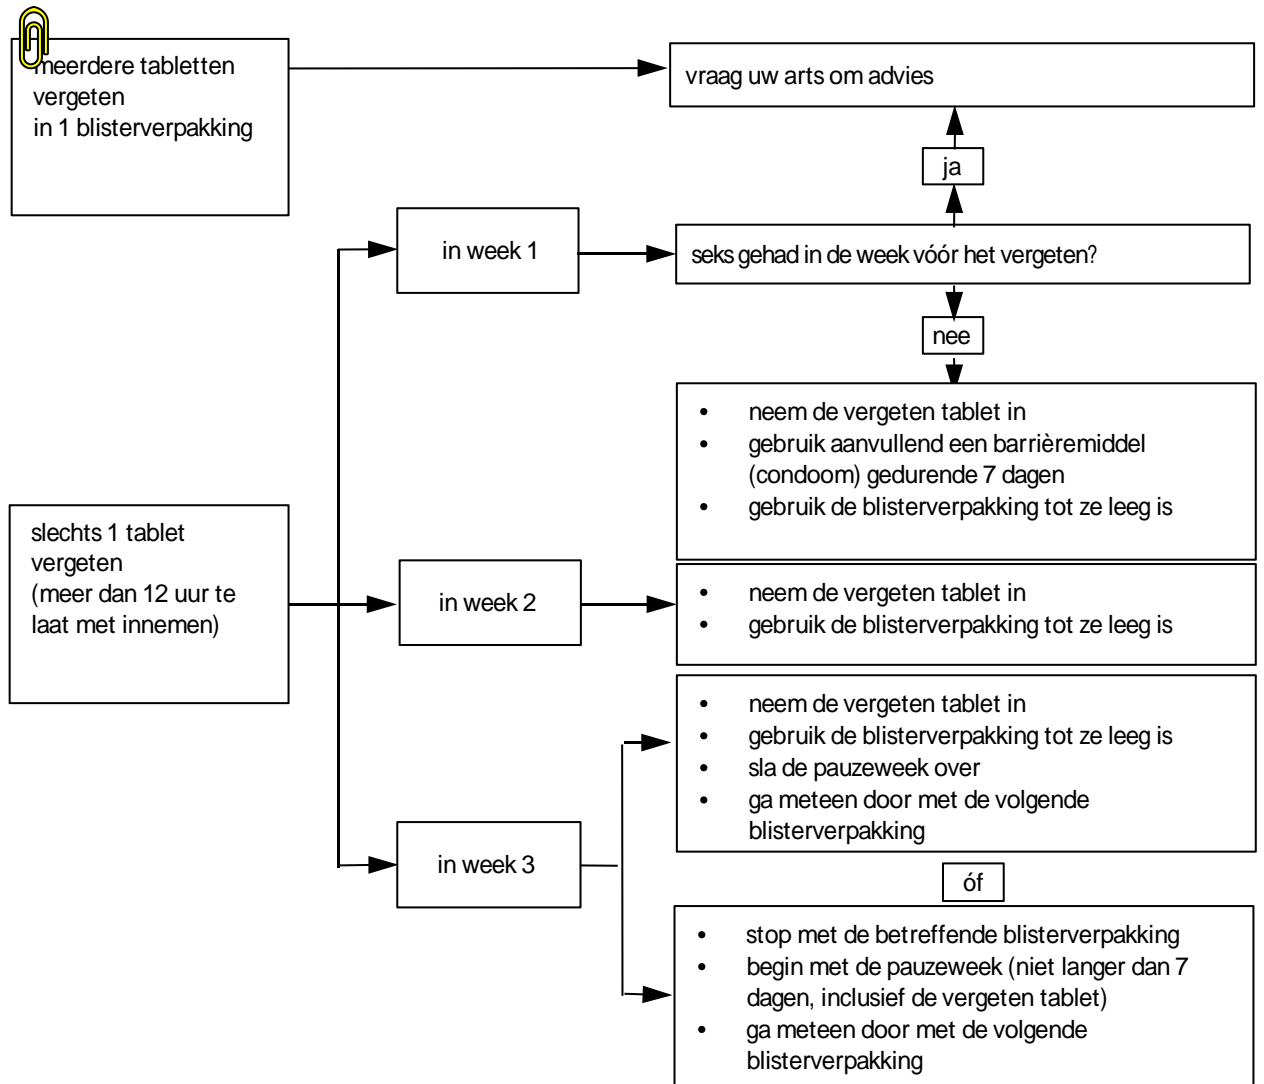 meerdere tabletten
vergeten
in 1 blisterverpakking
vraag uw arts om advies
ja
in week 1
seks gehad in de week vóór het vergeten?
nee
• neem de vergeten tablet in
• gebruik aanvullend een barrièremiddel
(condoom) gedurende 7 dagen
• gebruik de blisterverpakking tot ze leeg is
slechts 1 tablet
vergeten
(meer dan 12 uur te
laat met innemen)
in week 2
• neem de vergeten tablet in
• gebruik de blisterverpakking tot ze leeg is
• neem de vergeten tablet in
• gebruik de blisterverpakking tot ze leeg is
• sla de pauzeweek over
• ga meteen door met de volgende
blisterverpakking
in week 3
óf
• stop met de betreffende blisterverpakking
• begin met de pauzeweek (niet langer dan 7
dagen, inclusief de vergeten tablet)
• ga meteen door met de volgende
blisterverpakking